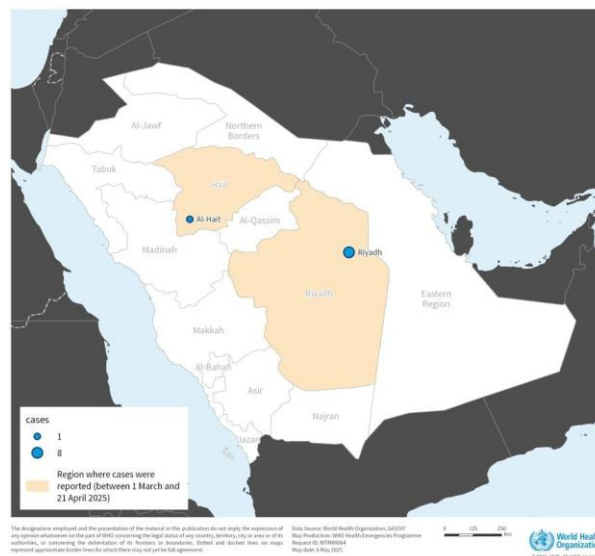 Al-Jawf
Northern
Borders
Tabuk
Hail
Al-Hait
Al-Qassim
Madinah
Riyadh
Riyadh
Eastern
Region
Makkah
Al-Bahah
Asir
Najran
Jazan
cases
1
8
Region where cases were
reported (between 1 March and
21 April 2025)
The designations employed and the presentation of the material in this publication do not imply the expression of
any opinion whatsoever on the part of WHO concerning the legal status of any country, territory, city or area or of its
authorities, or concerning the delimitation of its frontiers or boundaries. Dotted and dashed lines on maps
represent approximate border lines for which there may not yet be full agreement.
Data Source: World Health Organization, GASTAT
Map Production: WHO Health Emergencies Programme
Map date: 6 May 2025
0 125 250
Km
World Health
Organization